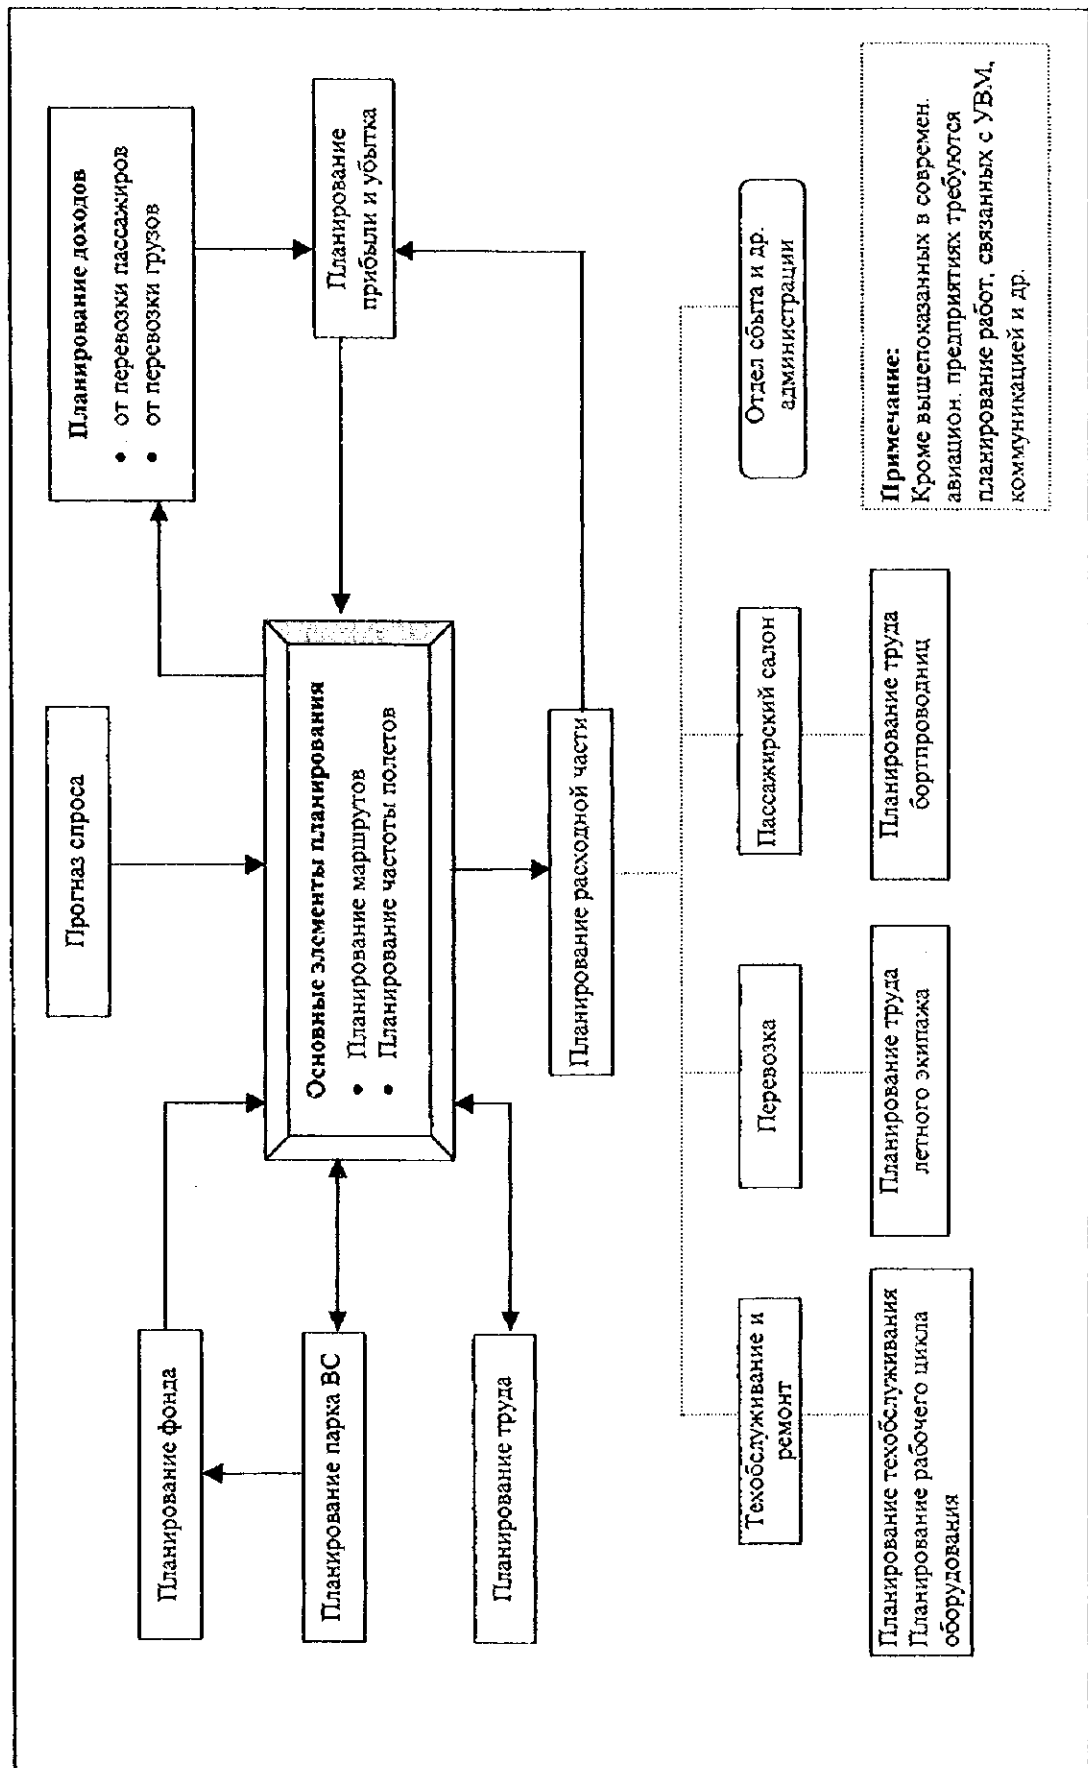 Прогназ спроса
Планирование доходов
• от перевозки пассажиров
• от перевозки грузов
Планирование фонда
Планирование парка ВС
Планирование труда
Основные элементы планирования
• Планирование маршрутов
• Планирование частоты полетов
Планирование
прибыли и убытка
Планирование расходной части
Техобслуживание и
ремонт
Перевозка
Пассажирский салон
Отдел сбыта и др.
администрации
Планирование техобслуживания
Планирование рабочего цикла
оборудования
Планирование труда
летного экипажа
Планирование труда
бортпроводниц
Примечание:
Кроме вышепоказанных в современ.
авиацион. предприятиях требуются
планирование работ, связанных с УВМ,
коммуникацией и др.